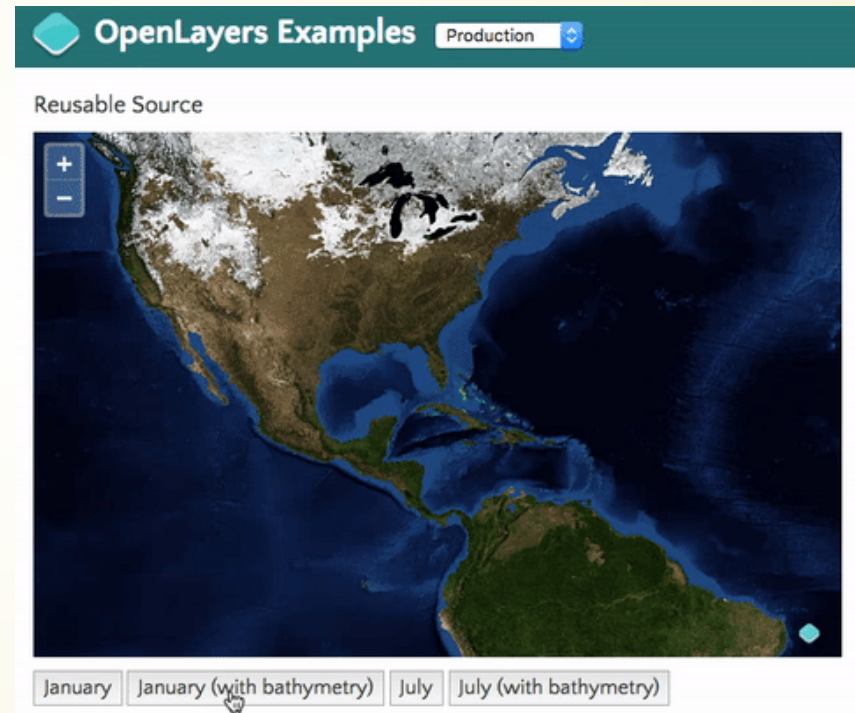 OpenLayers Examples Production
Reusable Source
+
−
January January (with bathymetry) July July (with bathymetry)